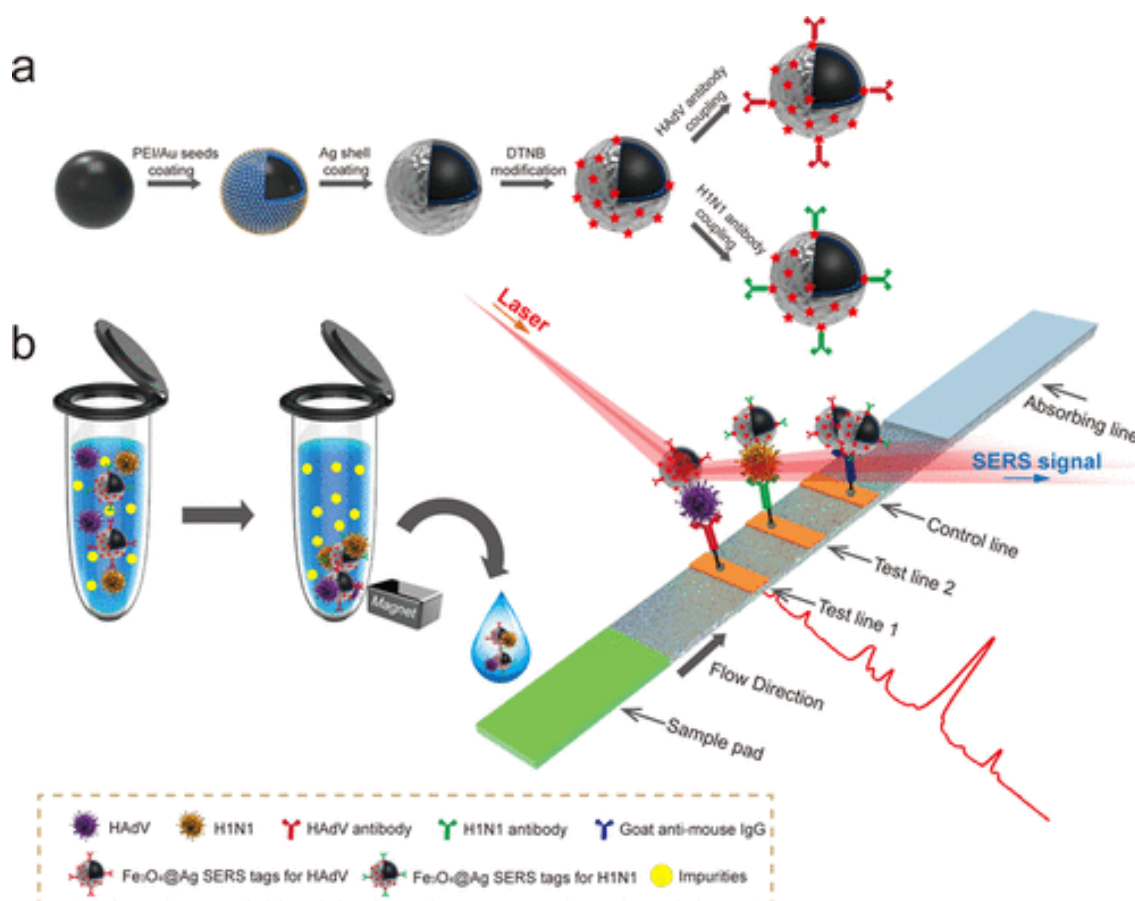 a
PEI/Au seeds
coating
Ag shell
coating
DTNB
modification
HAdV antibody
coupling
H1N1 antibody
coupling
b
Laser
Absorbing line
SERS signal
Control line
Test line 2
Test line 1
Magnet
Flow Direction
Sample pad
HAdV
H1N1
HAdV antibody
H1N1 antibody
Goat anti-mouse IgG
Fe₃O₄@Ag SERS tags for HAdV
Fe₃O₄@Ag SERS tags for H1N1
Impurities